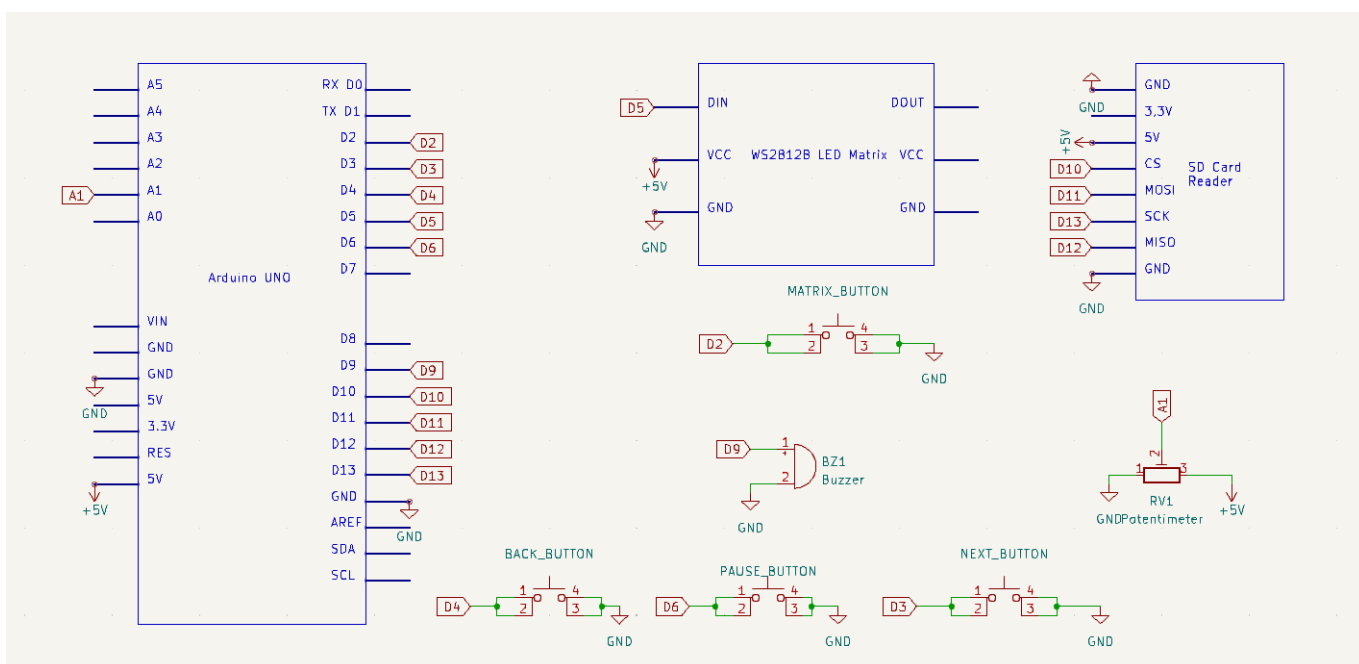 Arduino UNO
A5
A4
A3
A2
A1
A1
A0
VIN
GND
GND
GND
5V
3.3V
RES
5V
+5V
RX D0
TX D1
D2
D2
D3
D3
D4
D4
D5
D5
D6
D6
D7
D8
D9
D9
D10
D10
D11
D11
D12
D12
D13
D13
GND
GND
AREF
SDA
SCL
WS2812B LED Matrix
D5
DIN
DOUT
VCC
VCC
+5V
GND
GND
GND
SD Card
Reader
GND
GND
3,3V
+5V
5V
D10
CS
D11
MOSI
D13
SCK
D12
MISO
GND
GND
MATRIX_BUTTON
D2
1
4
2
3
GND
D9
1
+
2
BZ1
Buzzer
GND
A1
2
1
3
RV1
GND
Patentimeter
+5V
BACK_BUTTON
D4
1
4
2
3
GND
PAUSE_BUTTON
D6
1
4
2
3
GND
NEXT_BUTTON
D3
1
4
2
3
GND